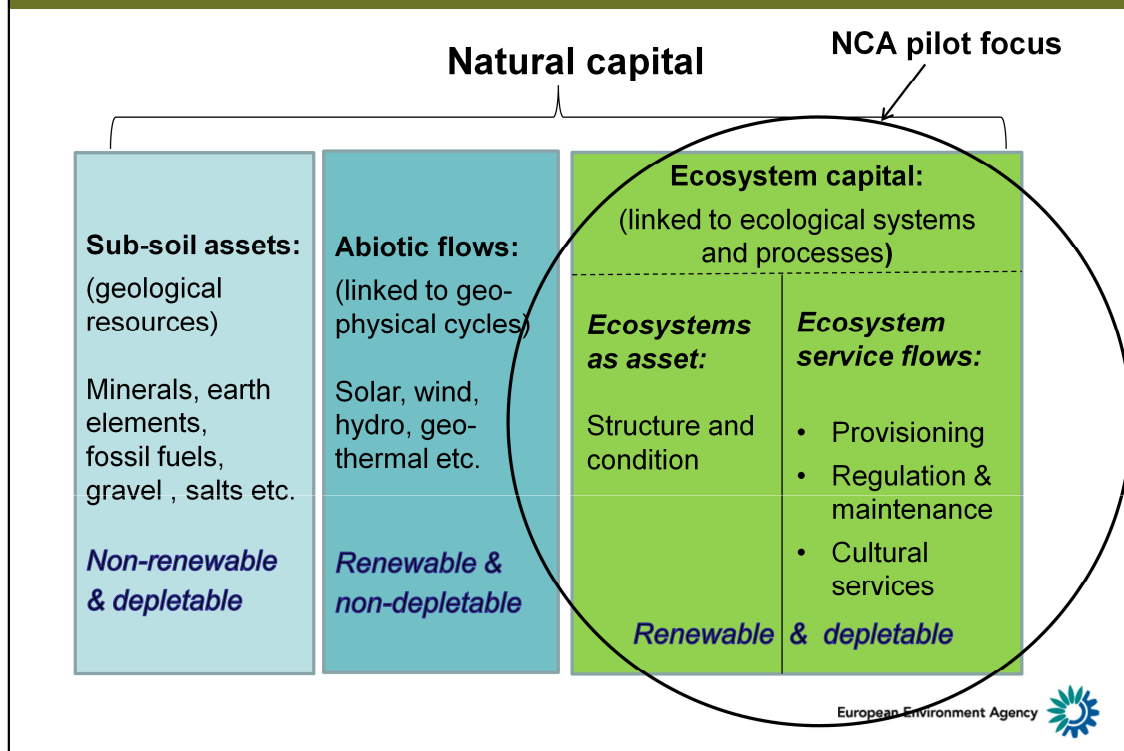 NCA pilot focus
Natural capital
Sub-soil assets:
(geological
resources)
Minerals, earth
elements,
fossil fuels,
gravel , salts etc.
Non-renewable
& depletable
Abiotic flows:
(linked to geo-
physical cycles)
Solar, wind,
hydro, geo-
thermal etc.
Renewable &
non-depletable
Ecosystem capital:
(linked to ecological systems
and processes)
Ecosystems
as asset:
Structure and
condition
Ecosystem
service flows:
• Provisioning
• Regulation &
maintenance
• Cultural
services
Renewable & depletable
European Environment Agency